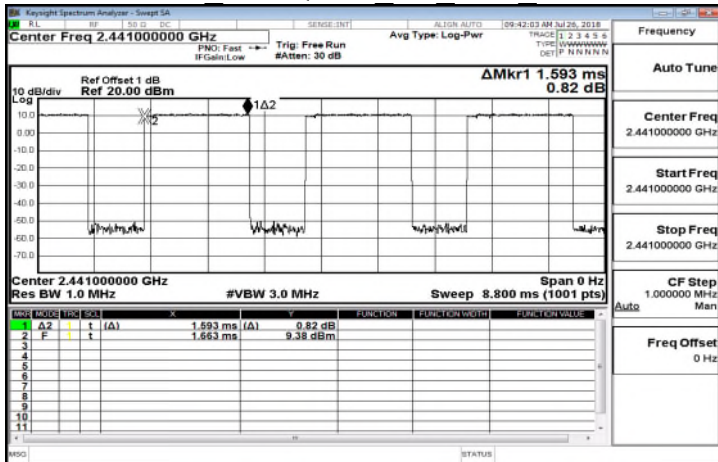 Keysight Spectrum Analyzer - Swept SA
RL RF 50 Ω DC SENSE:INT ALIGN AUTO 09:42:03 AM Jul 26, 2018
Center Freq 2.441000000 GHz
PNO: Fast
IFGain:Low
Trig: Free Run
#Atten: 30 dB
Avg Type: Log-Pwr
TRACE 1 2 3 4 5 6
TYPE WWWWWW
DET P N N N N N
Frequency
Auto Tune
Ref Offset 1 dB
Ref 20.00 dBm
ΔMkr1 1.593 ms
0.82 dB
10 dB/div
Log
1Δ2
2
10.0
0.00
-10.0
-20.0
-30.0
-40.0
-50.0
-60.0
-70.0
Center 2.441000000 GHz
Span 0 Hz
Res BW 1.0 MHz
#VBW 3.0 MHz
Sweep 8.800 ms (1001 pts)
MKR MODE TRC SCL X Y FUNCTION FUNCTION WIDTH FUNCTION VALUE
1 Δ2 1 t (Δ) 1.593 ms (Δ) 0.82 dB
2 F 1 t 1.663 ms 9.38 dBm
3
4
5
6
7
8
9
10
11
Center Freq
2.441000000 GHz
Start Freq
2.441000000 GHz
Stop Freq
2.441000000 GHz
CF Step
1.000000 MHz
Auto Man
Freq Offset
0 Hz
MSG
STATUS